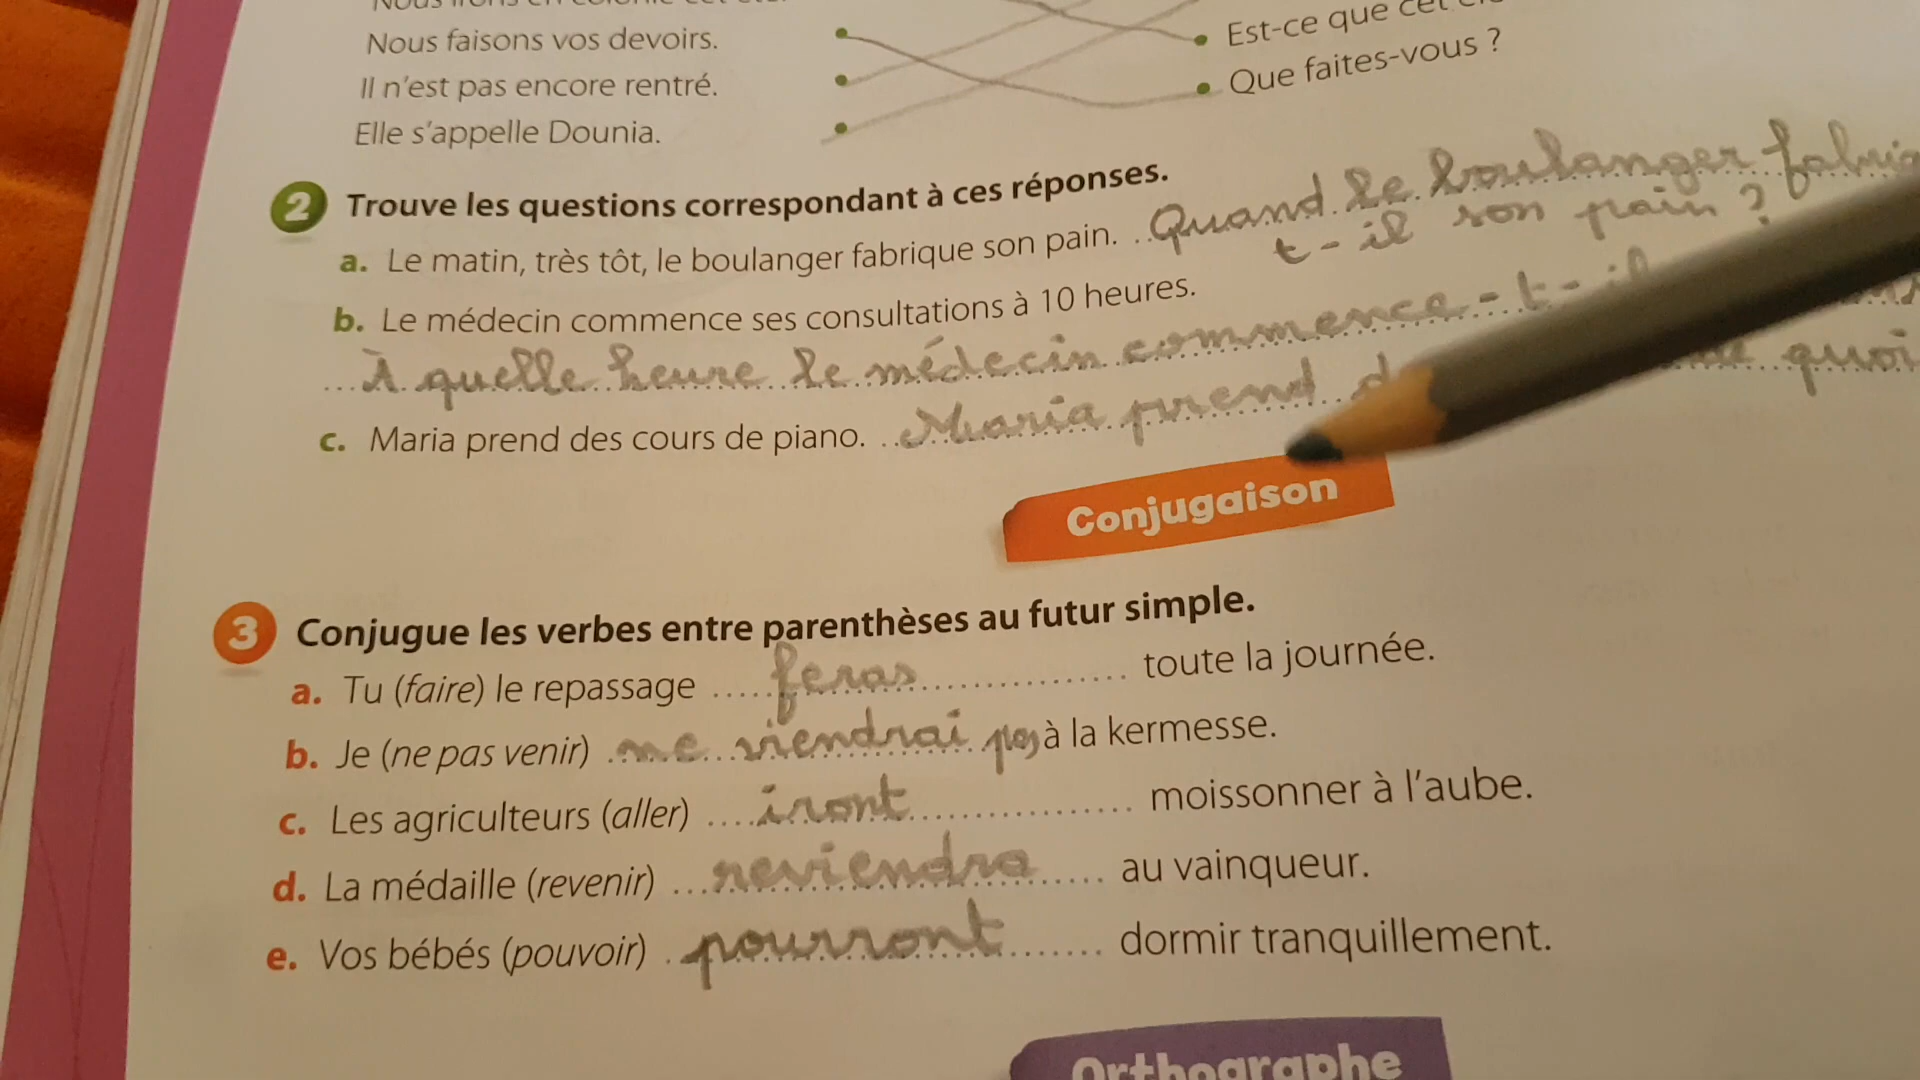 Nous faisons vos devoirs.
Est-ce que cet
Il n'est pas encore rentré.
Que faites-vous ?
Elle s'appelle Dounia.
2 Trouve les questions correspondant à ces réponses.
a. Le matin, très tôt, le boulanger fabrique son pain. Quand le boulanger
t-il son pain ?
b. Le médecin commence ses consultations à 10 heures.
À quelle heure le médecin commence-t-il
c. Maria prend des cours de piano. Maria prend quoi
Conjugaison
3 Conjugue les verbes entre parenthèses au futur simple.
a. Tu (faire) le repassage feras toute la journée.
b. Je (ne pas venir) ne viendrai pas à la kermesse.
c. Les agriculteurs (aller) iront moissonner à l'aube.
d. La médaille (revenir) reviendra au vainqueur.
e. Vos bébés (pouvoir) pourront dormir tranquillement.
Orthographe